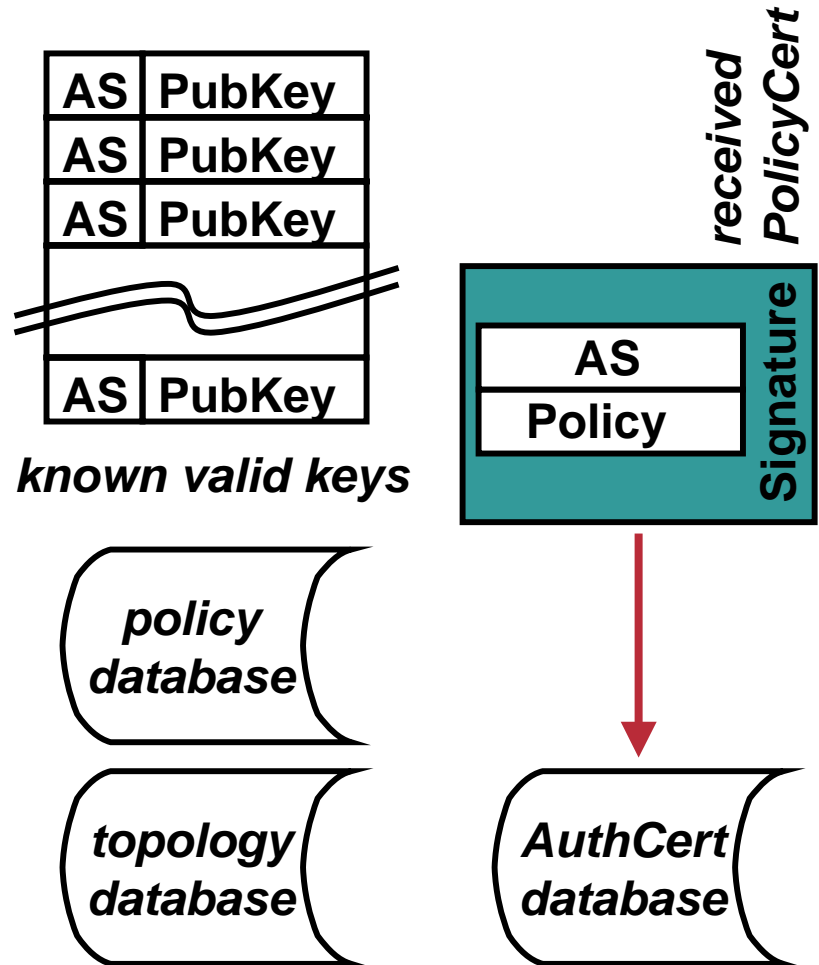 AS PubKey
AS PubKey
AS PubKey
AS PubKey
known valid keys
received
PolicyCert
AS
Policy
Signature
policy
database
topology
database
AuthCert
database